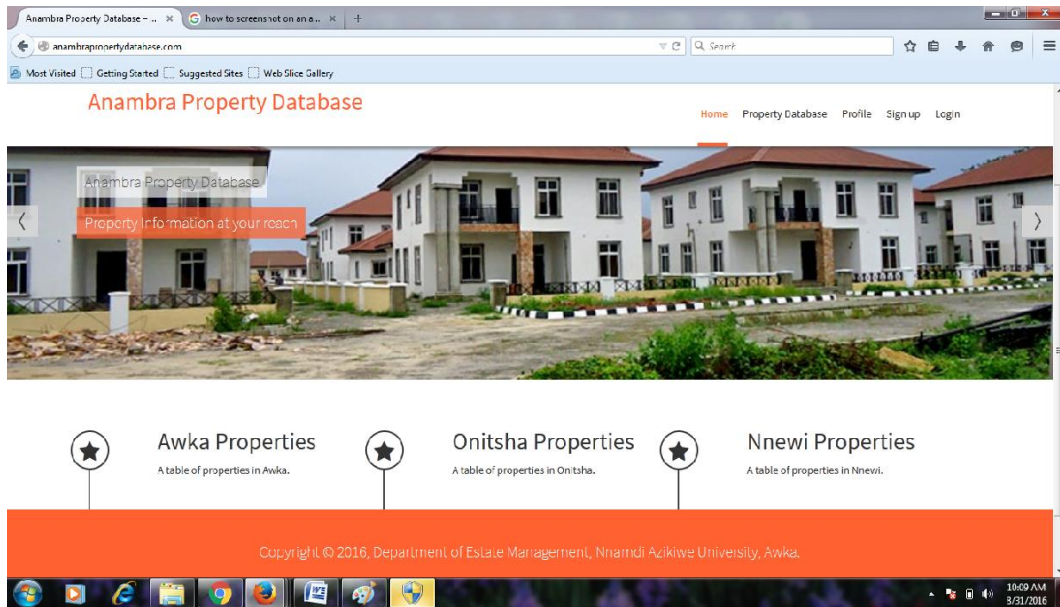 Anambra Property Database – ...
how to screenshot on an a...
anambrapropertydatabase.com
Search
Most Visited Getting Started Suggested Sites Web Slice Gallery
Anambra Property Database
Home Property Database Profile Sign up Login
Anambra Property Database
Property Information at your reach
Awka Properties Onitsha Properties Nnewi Properties
A table of properties in Awka. A table of properties in Onitsha. A table of properties in Nnewi.
Copyright © 2016, Department of Estate Management, Nnamdi Azikiwe University, Awka.
10:09 AM
3/31/2016